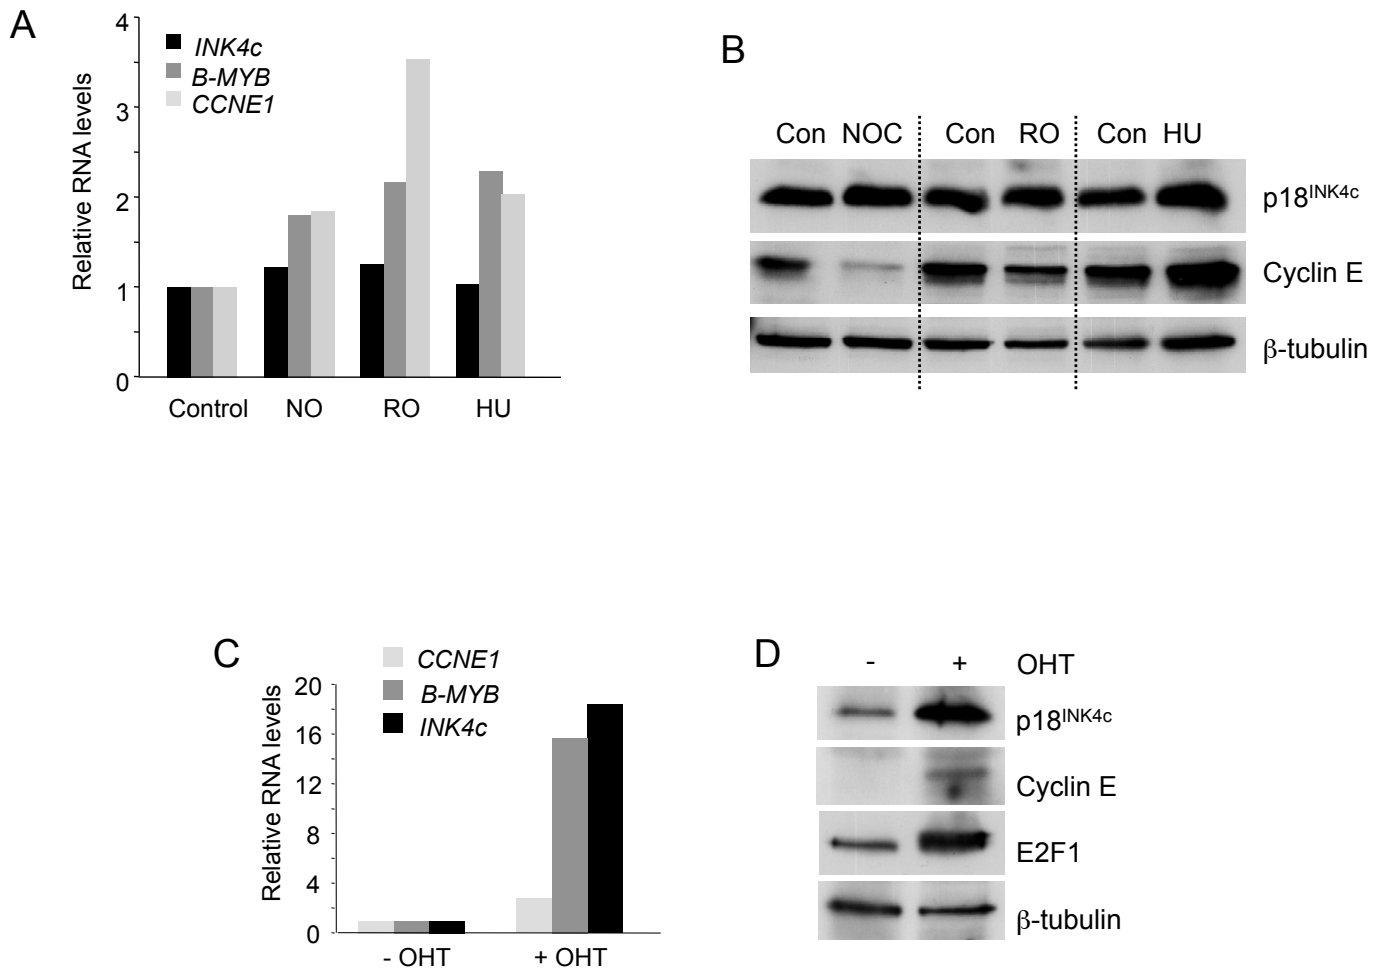 A
4
3
2
1
0
Relative RNA levels
INK4c
B-MYB
CCNE1
Control NO RO HU
B
Con NOC Con RO Con HU
p18INK4c
Cyclin E
β-tubulin
C
20
16
12
8
4
0
Relative RNA levels
CCNE1
B-MYB
INK4c
- OHT + OHT
D
- + OHT
p18INK4c
Cyclin E
E2F1
β-tubulin